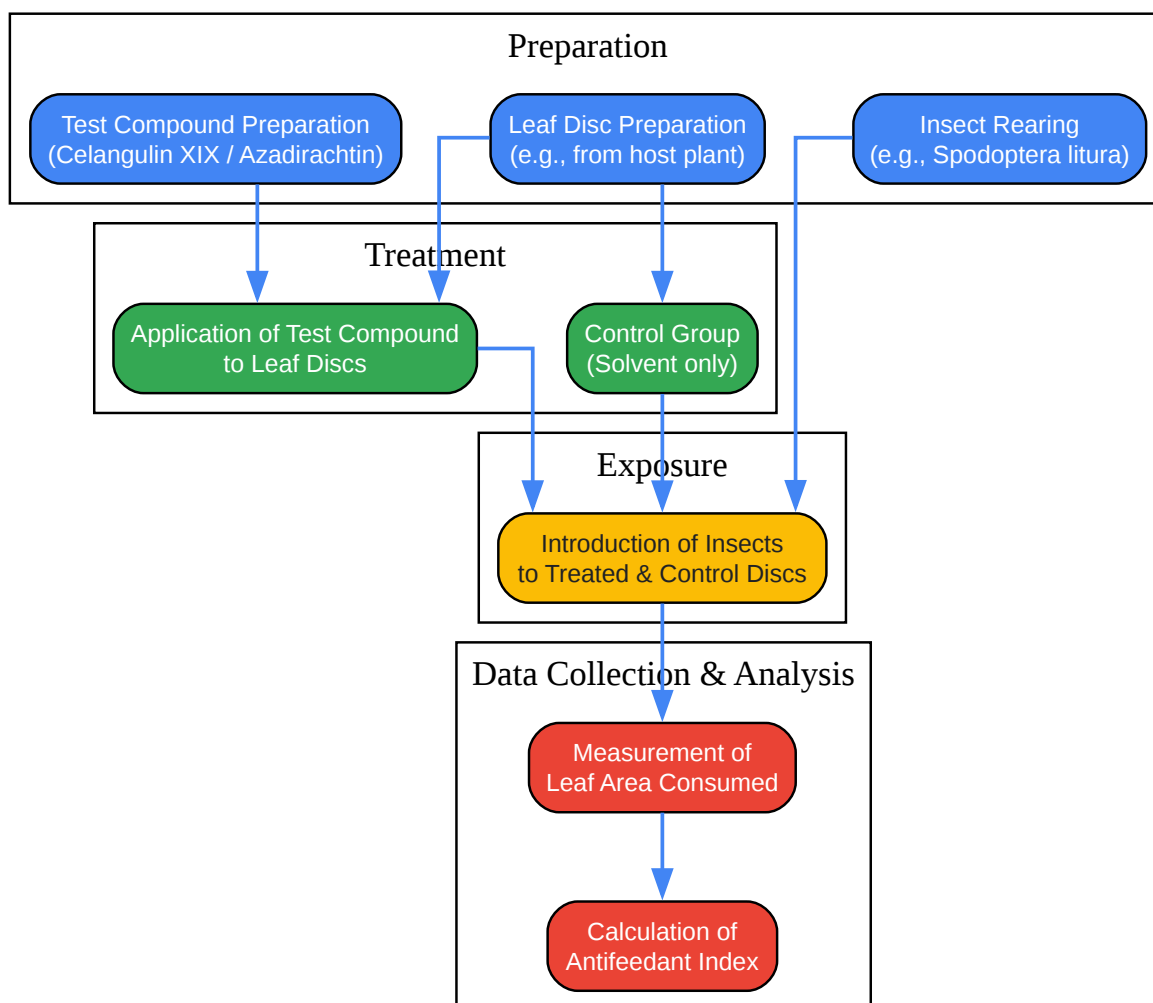 Preparation
Test Compound Preparation
(Celangulin XIX / Azadirachtin)
Leaf Disc Preparation
(e.g., from host plant)
Insect Rearing
(e.g., Spodoptera litura)
Treatment
Application of Test Compound
to Leaf Discs
Control Group
(Solvent only)
Exposure
Introduction of Insects
to Treated & Control Discs
Data Collection & Analysis
Measurement of
Leaf Area Consumed
Calculation of
Antifeedant Index